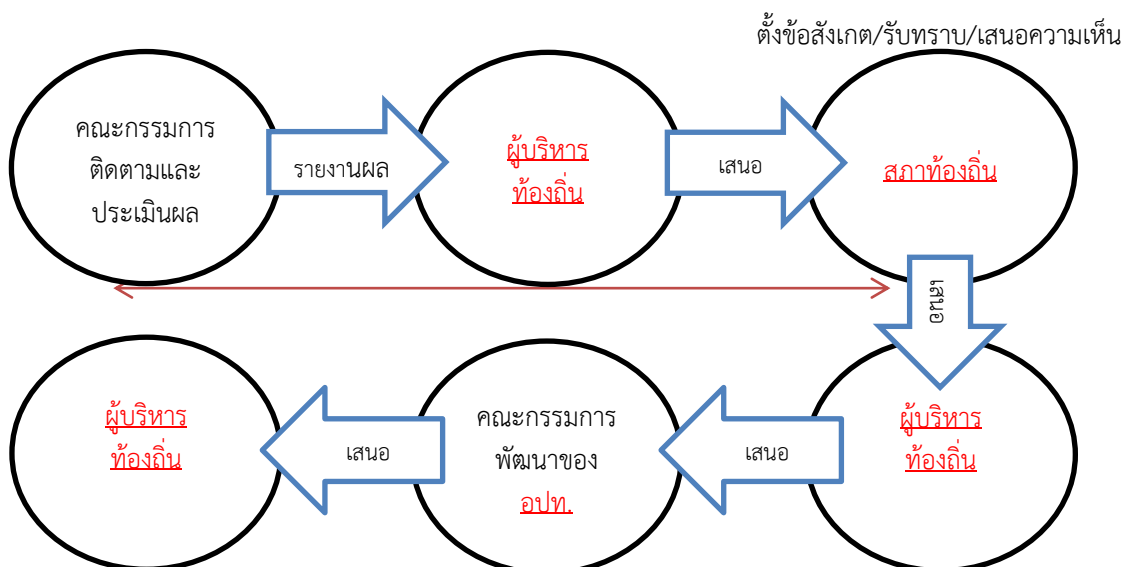 ตั้งข้อสังเกต/รับทราบ/เสนอความเห็น
คณะกรรมการ
ติดตามและ
ประเมินผล
รายงานผล
ผู้บริหาร
ท้องถิ่น
เสนอ
สภาท้องถิ่น
เสนอ
ผู้บริหาร
ท้องถิ่น
เสนอ
คณะกรรมการ
พัฒนาของ
อปท.
เสนอ
ผู้บริหาร
ท้องถิ่น